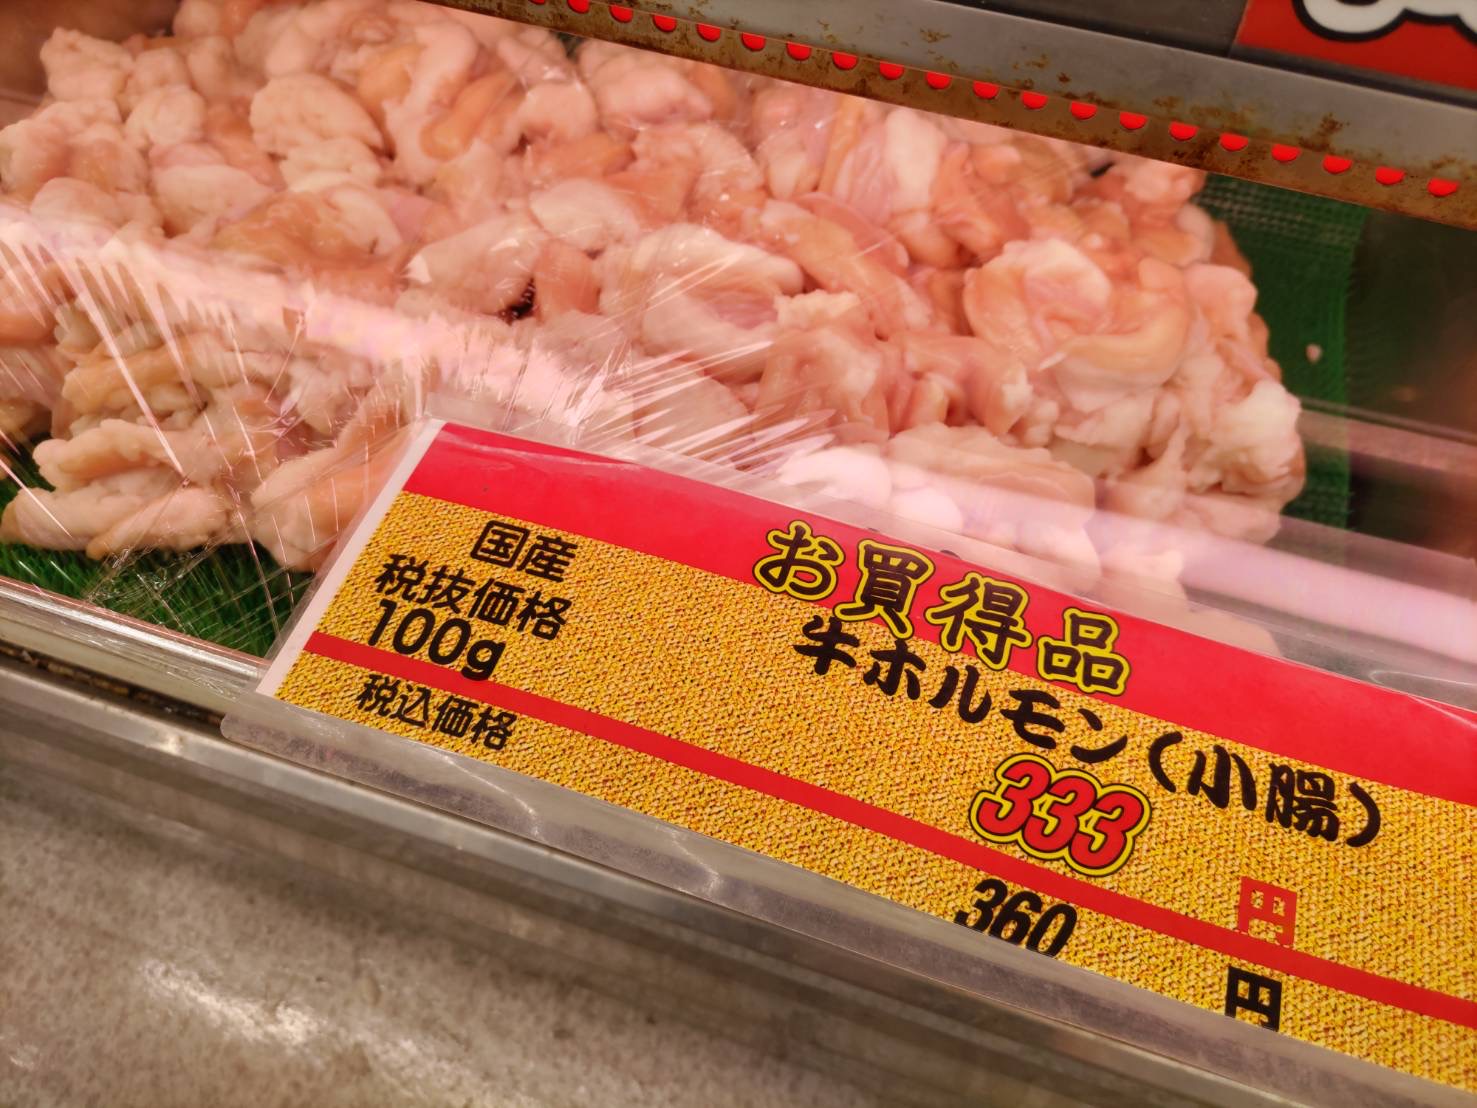 お買得品
国産
牛ホルモン(小腸)
税抜価格
100g
333
円
税込価格
360
円